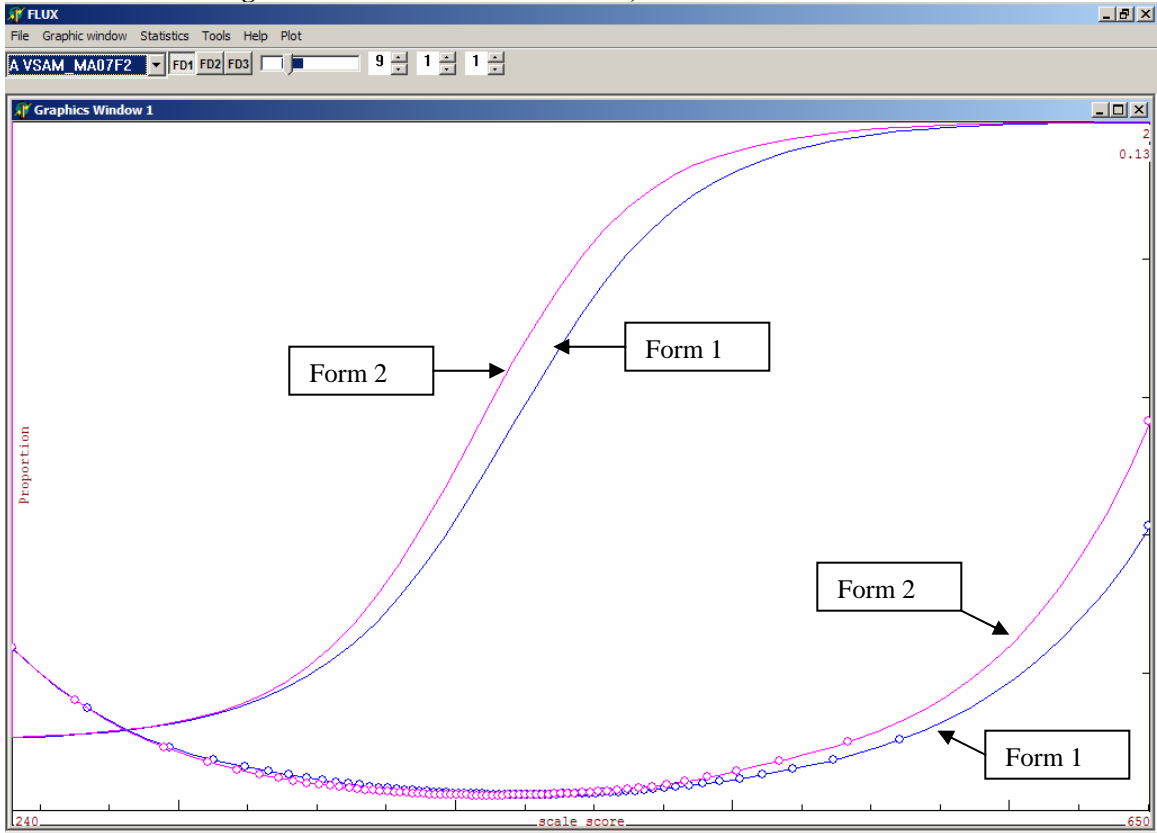 FLUX
File Graphic window Statistics Tools Help Plot
A VSAM_MA07F2 FD1 FD2 FD3 9 1 1
Graphics Window 1
2
0.13
Form 1
Form 2
Proportion
Form 2
Form 1
240 scale score 650